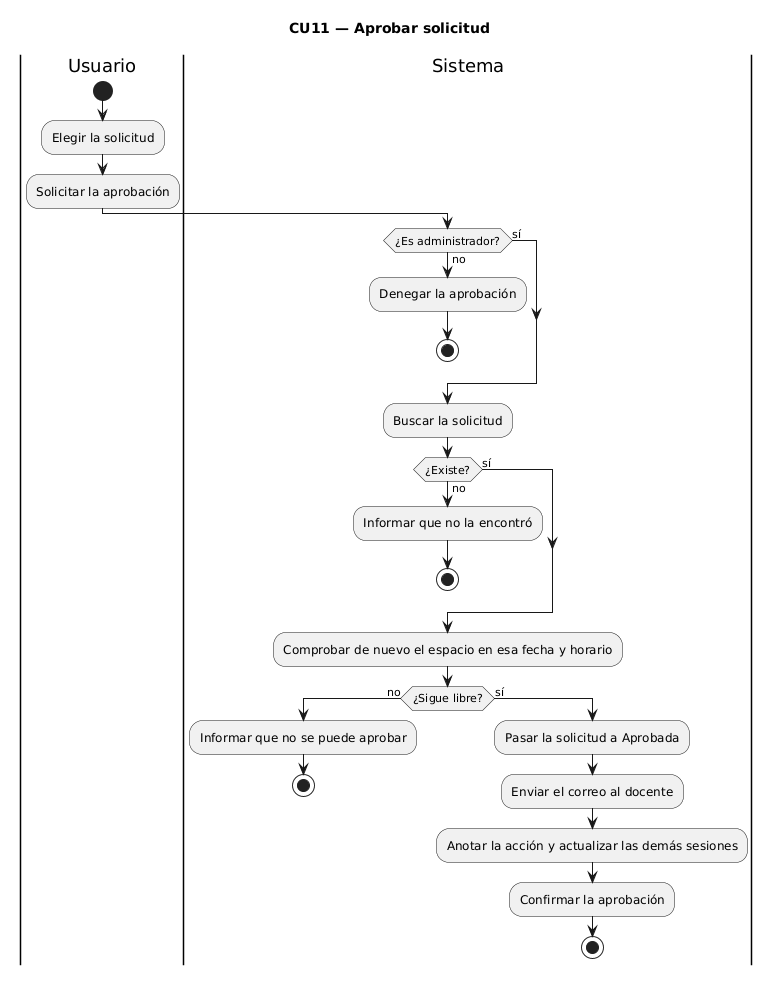 CU11 — Aprobar solicitud
Usuario
Sistema
Elegir la solicitud
Solicitar la aprobación
¿Es administrador?
sí
no
Denegar la aprobación
Buscar la solicitud
¿Existe?
sí
no
Informar que no la encontró
Comprobar de nuevo el espacio en esa fecha y horario
no
¿Sigue libre?
sí
Informar que no se puede aprobar
Pasar la solicitud a Aprobada
Enviar el correo al docente
Anotar la acción y actualizar las demás sesiones
Confirmar la aprobación